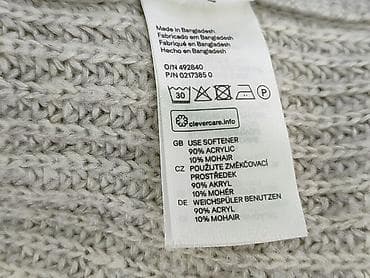 Made in Bangladesh
Fabricado em Bangladesh
Fabriqué en Bangladesh
Hecho en Bangladesh
O/N 492840
P/N 0217385 0
30 P
clevercare.info
GB USE SOFTENER
90% ACRYLIC
10% MOHAIR
CZ POUŽIJTE ZMĚKČOVACÍ
PROSTŘEDEK
90% AKRYL
10% MOHÉR
DE WEICHSPÜLER BENUTZEN
90% ACRYL
10% MOHAIR